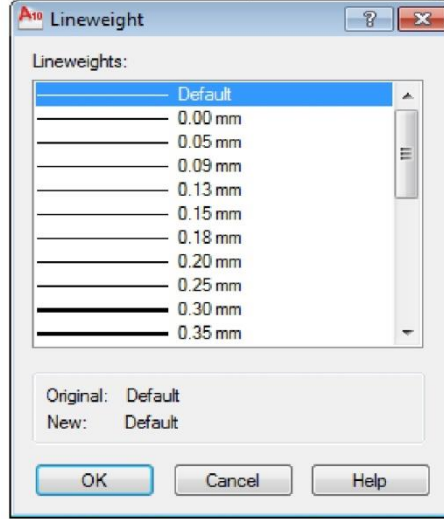 A10 Lineweight ?
Lineweights:
Default
0.00 mm
0.05 mm
0.09 mm
0.13 mm
0.15 mm
0.18 mm
0.20 mm
0.25 mm
0.30 mm
0.35 mm
Original: Default
New: Default
OK Cancel Help